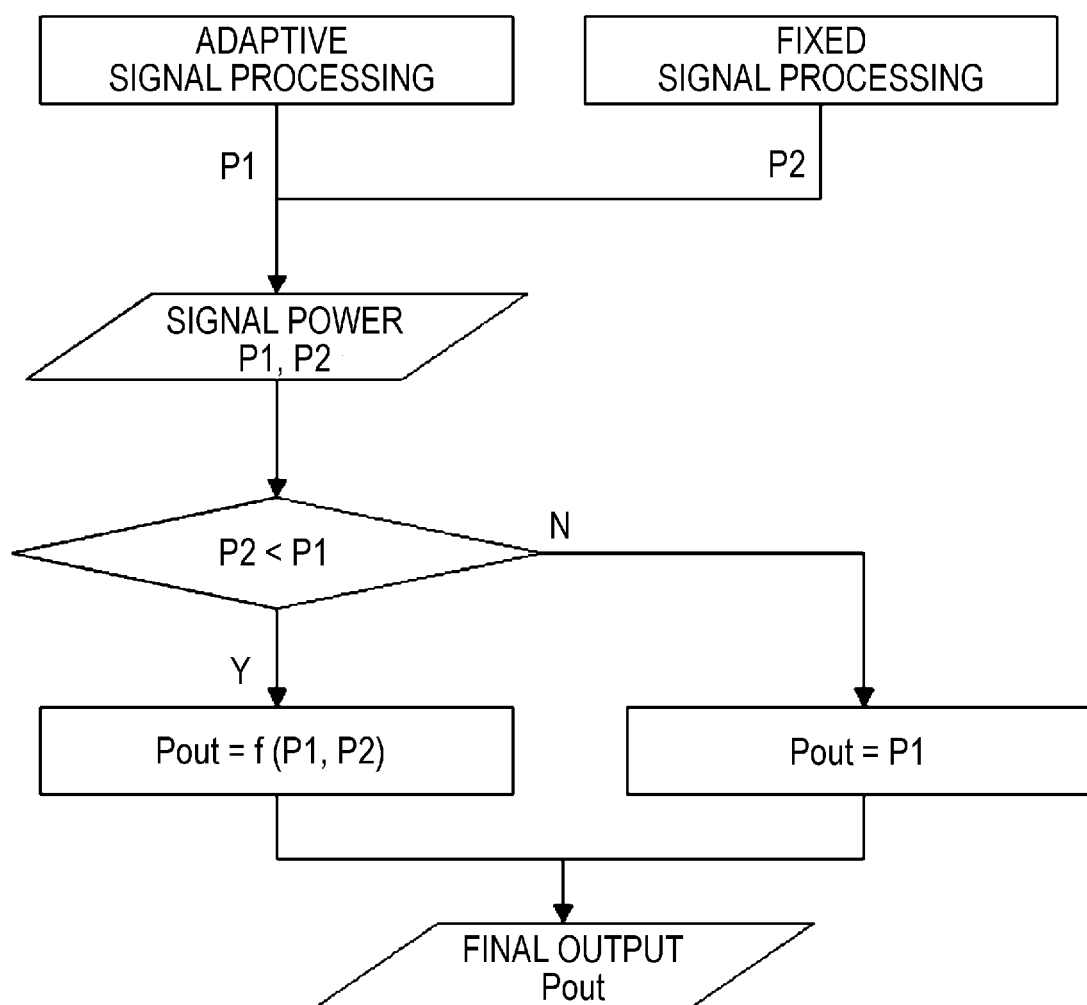 ADAPTIVE
SIGNAL PROCESSING
FIXED
SIGNAL PROCESSING
P1
P2
SIGNAL POWER
P1, P2
P2 < P1
N
Y
Pout = f (P1, P2)
Pout = P1
FINAL OUTPUT
Pout